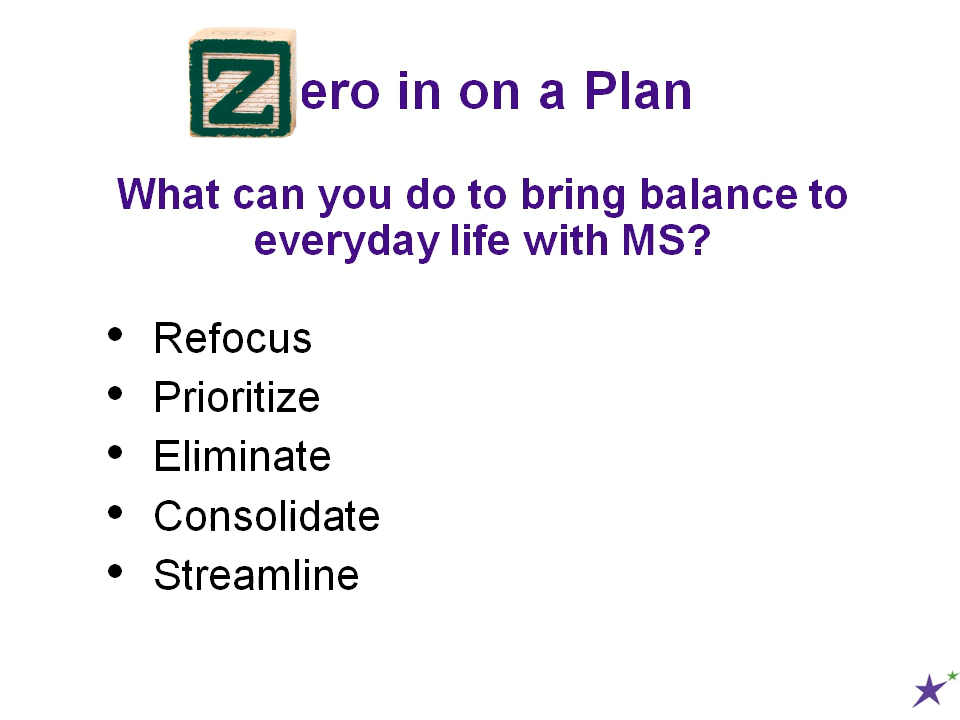 Zero in on a Plan
What can you do to bring balance to
everyday life with MS?
• Refocus
• Prioritize
• Eliminate
• Consolidate
• Streamline